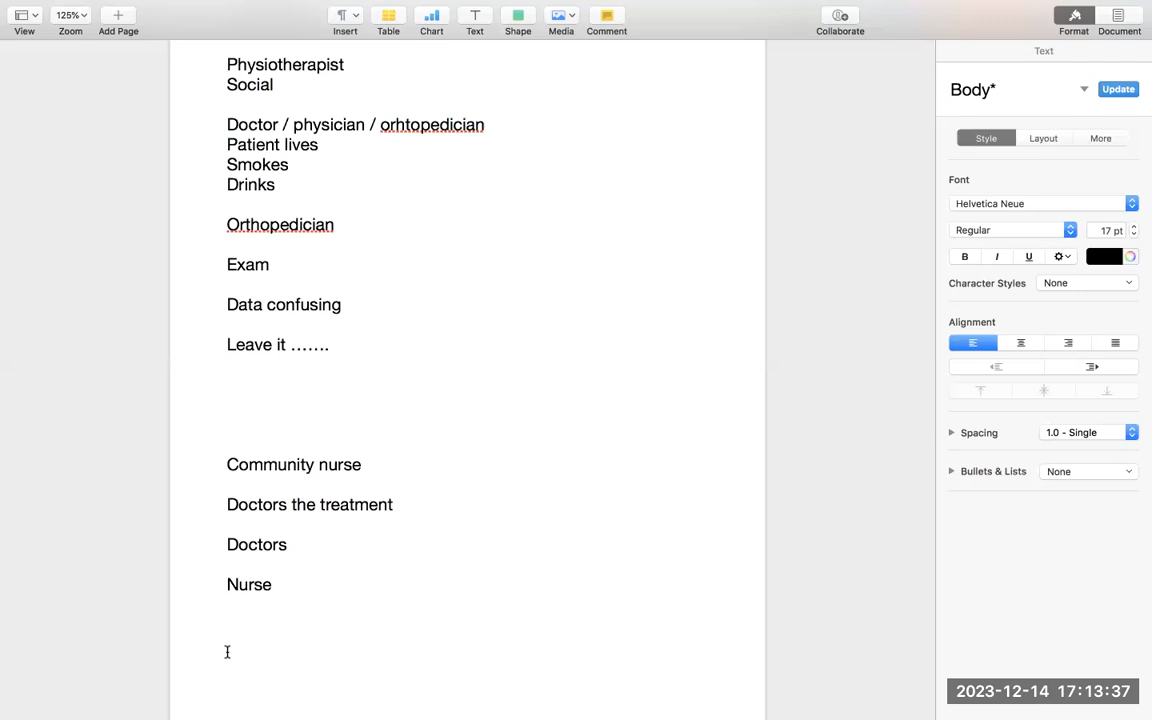 View
125%
Zoom
Add Page
Insert
Table
Chart
Text
Shape
Media
Comment
Collaborate
Format
Document
Physiotherapist
Social
Doctor / physician / orhtopedician
Patient lives
Smokes
Drinks
Orthopedician
Exam
Data confusing
Leave it …….
Community nurse
Doctors the treatment
Doctors
Nurse
Text
Body*
Update
Style
Layout
More
Font
Helvetica Neue
Regular
17 pt
B
I
U
Character Styles
None
Alignment
Spacing
1.0 - Single
Bullets & Lists
None
2023-12-14 17:13:37